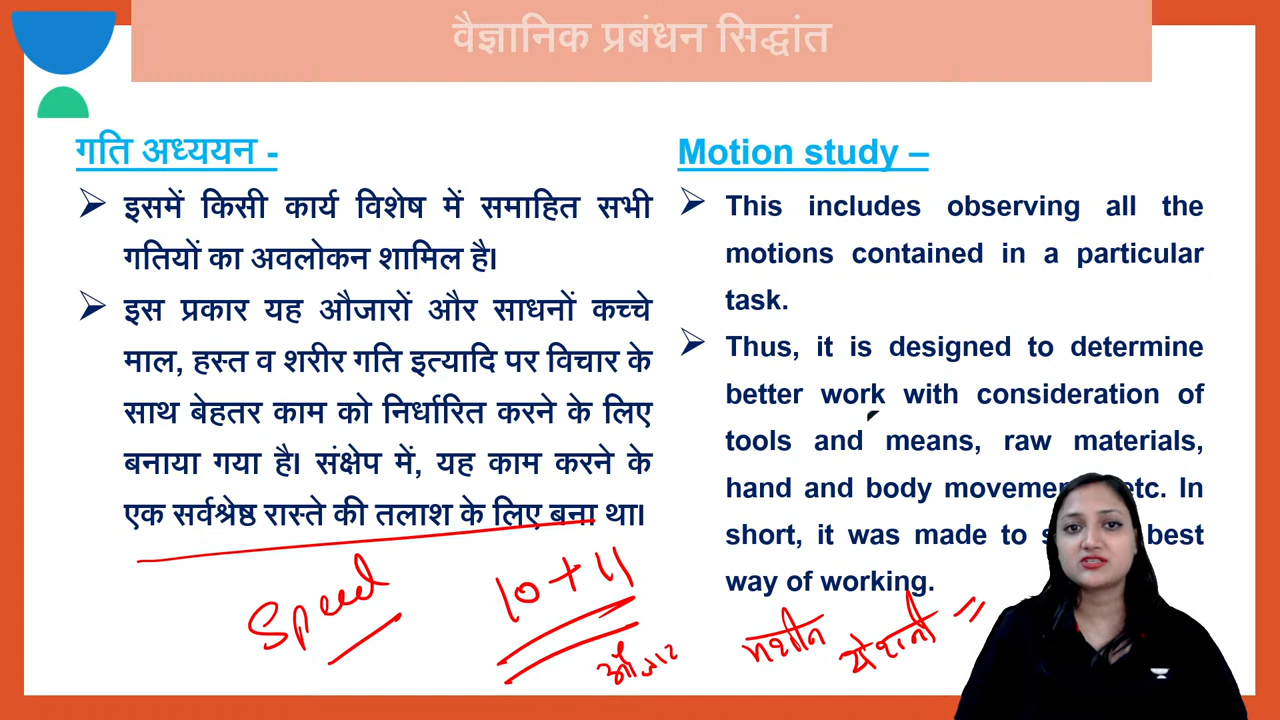 वैज्ञानिक प्रबंधन सिद्धांत
गति अध्ययन -
इसमें किसी कार्य विशेष में समाहित सभी
गतियों का अवलोकन शामिल है।
इस प्रकार यह औजारों और साधनों कच्चे
माल, हस्त व शरीर गति इत्यादि पर विचार के
साथ बेहतर काम को निर्धारित करने के लिए
बनाया गया है। संक्षेप में, यह काम करने के
एक सर्वश्रेष्ठ रास्ते की तलाश के लिए बना था।
Motion study –
This includes observing all the
motions contained in a particular
task.
Thus, it is designed to determine
better work with consideration of
tools and means, raw materials,
hand and body etc. In
short, it was made to best
way of working.
Speed
10 + 11
औजार
मशीन